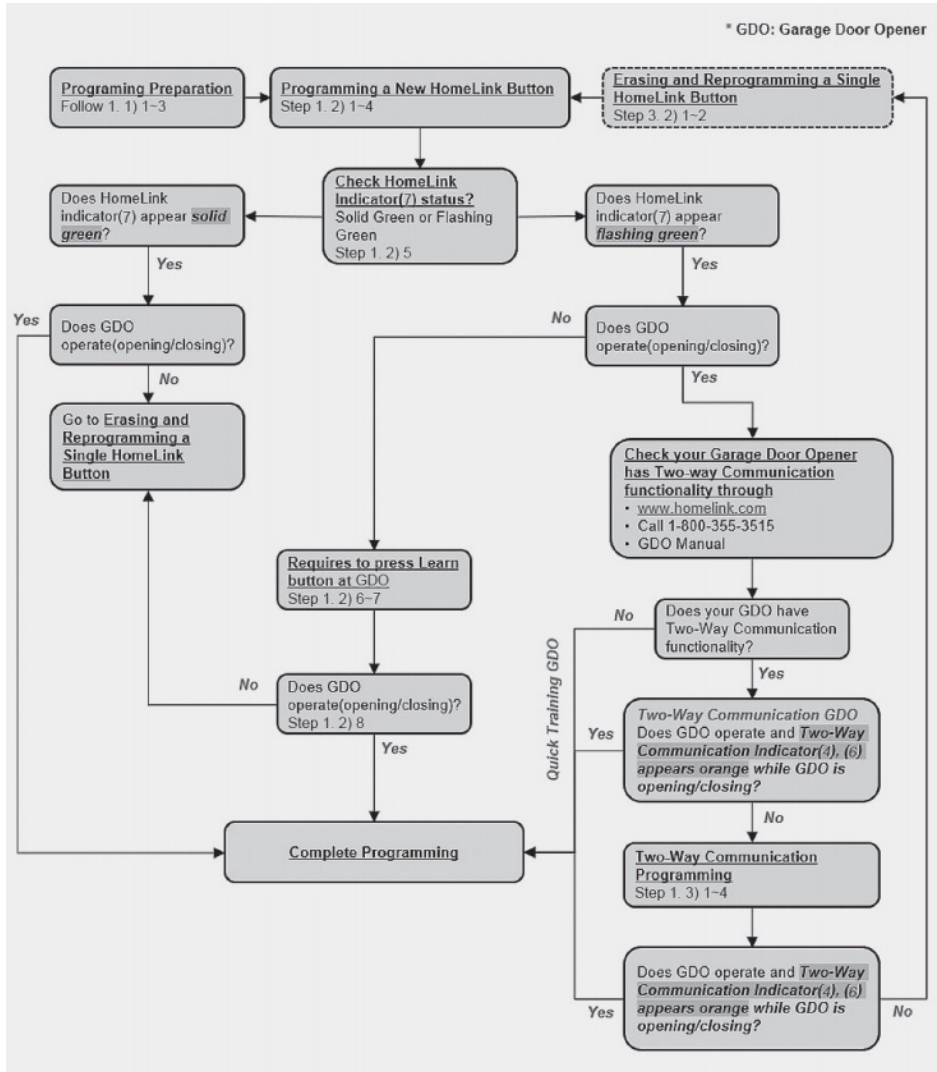 * GDO: Garage Door Opener
Programing Preparation
Follow 1. 1) 1~3
Programming a New HomeLink Button
Step 1. 2) 1~4
Erasing and Reprogramming a Single
HomeLink Button
Step 3. 2) 1~2
Does HomeLink
indicator(7) appear solid
green?
Check HomeLink
Indicator(7) status?
Solid Green or Flashing
Green
Step 1. 2) 5
Does HomeLink
indicator(7) appear
flashing green?
Yes
Yes
Yes
Does GDO
operate(opening/closing)?
No
Does GDO
operate(opening/closing)?
No
Yes
Go to Erasing and
Reprogramming a
Single HomeLink
Button
Check your Garage Door Opener
has Two-way Communication
functionality through
• www.homelink.com
• Call 1-800-355-3515
• GDO Manual
Requires to press Learn
button at GDO
Step 1. 2) 6~7
No
Does your GDO have
Two-Way Communication
functionality?
Quick Training GDO
Yes
No
Does GDO
operate(opening/closing)?
Step 1. 2) 8
Yes
Yes
Two-Way Communication GDO
Does GDO operate and Two-Way
Communication Indicator(4), (6)
appears orange while GDO is
opening/closing?
No
Complete Programming
Two-Way Communication
Programming
Step 1. 3) 1~4
Yes
Does GDO operate and Two-Way
Communication Indicator(4), (6)
appears orange while GDO is
opening/closing?
No